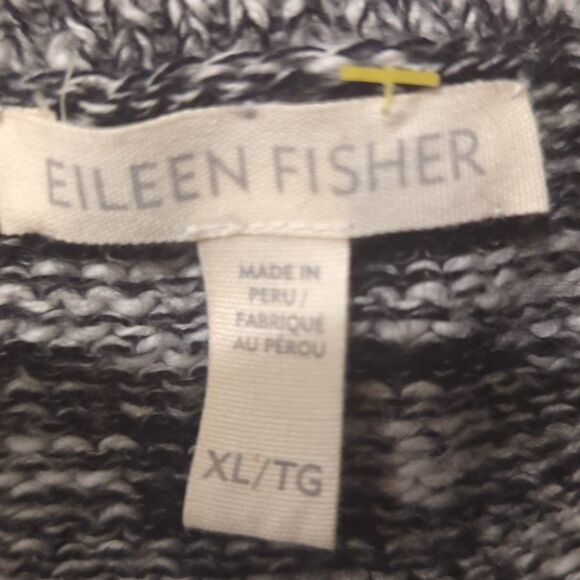 EILEEN FISHER
MADE IN
PERU/
FABRIQUÉ
AU PÉROU
XL/TG